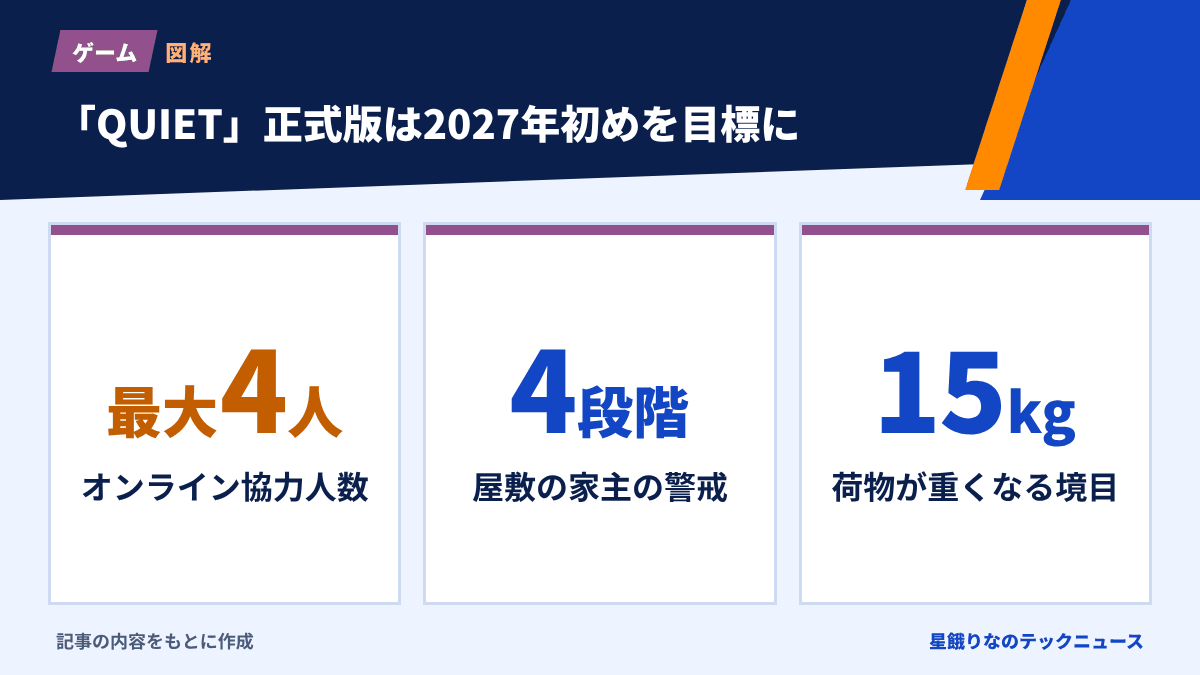 ゲーム 図解
「QUIET」正式版は2027年初めを目標に
最大4人
オンライン協力人数
4段階
屋敷の家主の警戒
15kg
荷物が重くなる境目
記事の内容をもとに作成
星餓りなのテックニュース